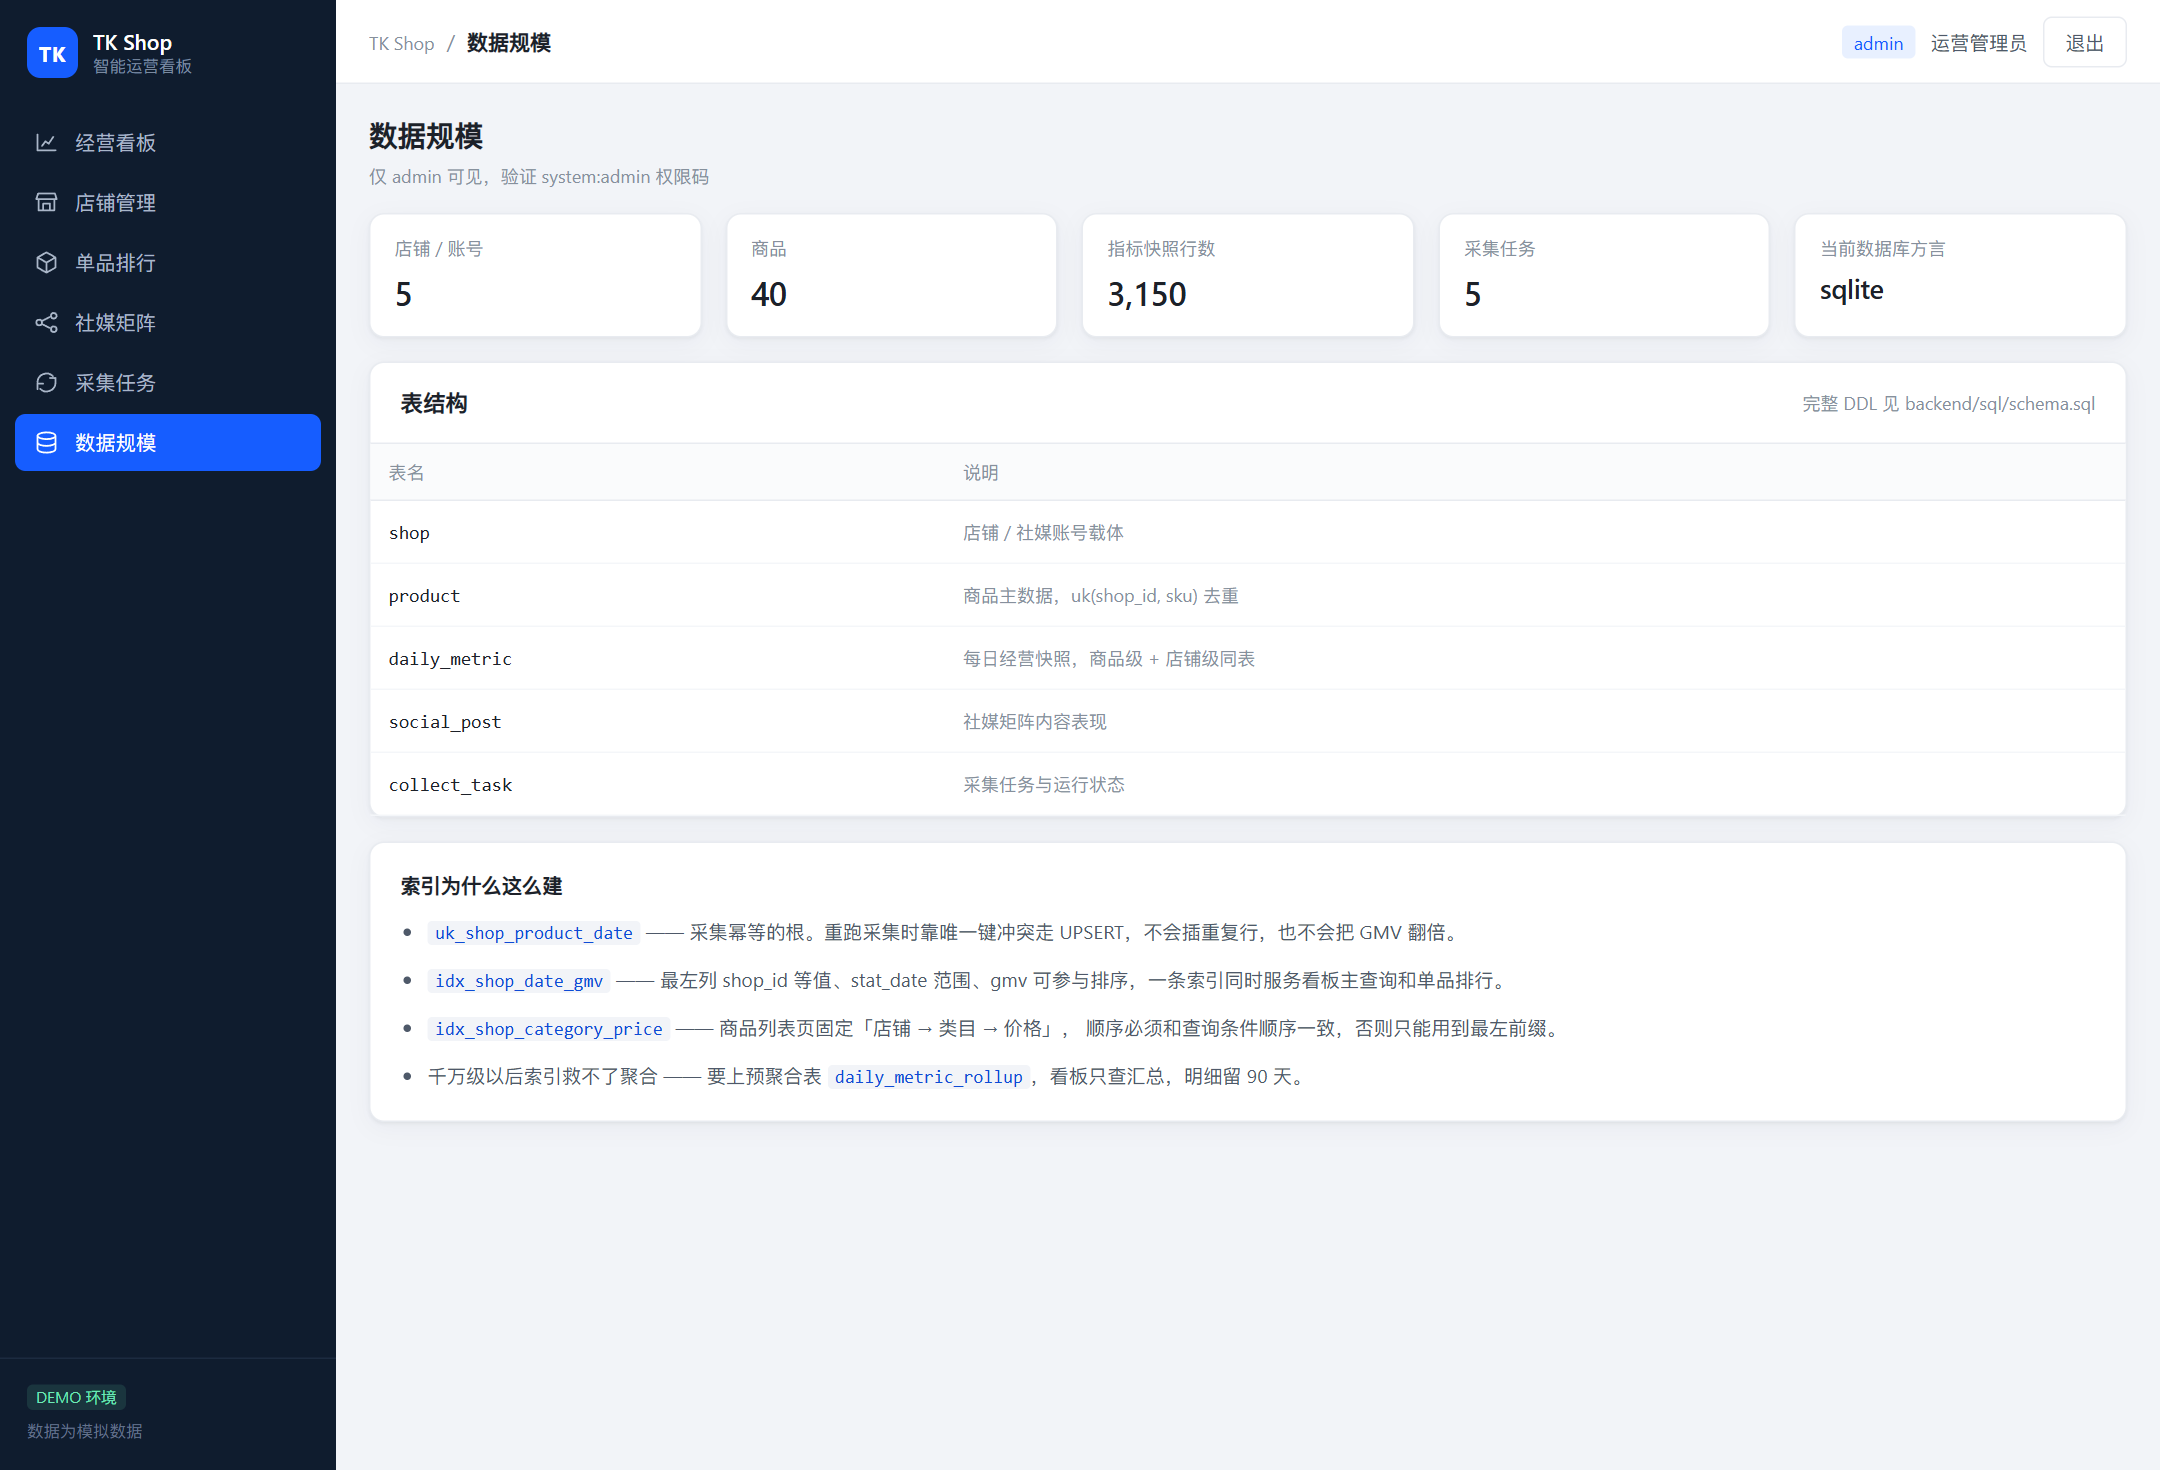 TK
TK Shop
智能运营看板
经营看板
店铺管理
单品排行
社媒矩阵
采集任务
数据规模
DEMO 环境
数据为模拟数据
TK Shop / 数据规模
admin 运营管理员 退出
数据规模
仅 admin 可见，验证 system:admin 权限码
店铺 / 账号
5
商品
40
指标快照行数
3,150
采集任务
5
当前数据库方言
sqlite
表结构
完整 DDL 见 backend/sql/schema.sql
表名 说明
shop 店铺 / 社媒账号载体
product 商品主数据，uk(shop_id, sku) 去重
daily_metric 每日经营快照，商品级 + 店铺级同表
social_post 社媒矩阵内容表现
collect_task 采集任务与运行状态
索引为什么这么建
• uk_shop_product_date —— 采集幂等的根。重跑采集时靠唯一键冲突走 UPSERT，不会插重复行，也不会把 GMV 翻倍。
• idx_shop_date_gmv —— 最左列 shop_id 等值、stat_date 范围、gmv 可参与排序，一条索引同时服务看板主查询和单品排行。
• idx_shop_category_price —— 商品列表页固定「店铺 → 类目 → 价格」， 顺序必须和查询条件顺序一致，否则只能用到最左前缀。
• 千万级以后索引救不了聚合 —— 要上预聚合表 daily_metric_rollup，看板只查汇总，明细留 90 天。